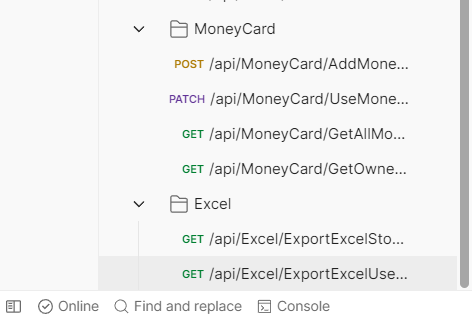 MoneyCard
POST /api/MoneyCard/AddMone...
PATCH /api/MoneyCard/UseMone...
GET /api/MoneyCard/GetAllMo...
GET /api/MoneyCard/GetOwne...
Excel
GET /api/Excel/ExportExcelSto...
GET /api/Excel/ExportExcelUse...
Online Find and replace Console